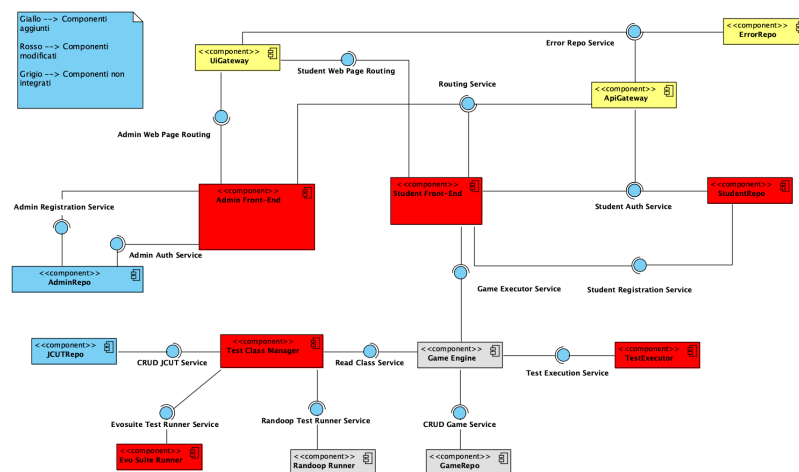 Giallo --> Componenti
aggiunti
Rosso --> Componenti
modificati
Grigio --> Componenti non
integrati
<<component>>
UiGateway
Error Repo Service
<<component>>
ErrorRepo
Student Web Page Routing
Routing Service
<<component>>
ApiGateway
Admin Web Page Routing
<<component>>
Admin Front-End
<<component>>
Student Front-End
<<component>>
StudentRepo
Admin Registration Service
Student Auth Service
Admin Auth Service
<<component>>
AdminRepo
Game Executor Service
Student Registration Service
<<component>>
JCUTRepo
CRUD JCUT Service
<<component>>
Test Class Manager
Read Class Service
<<component>>
Game Engine
Test Execution Service
<<component>>
TestExecutor
Evosuite Test Runner Service
Randoop Test Runner Service
CRUD Game Service
<<component>>
Evo Suite Runner
<<component>>
Randoop Runner
<<component>>
GameRepo